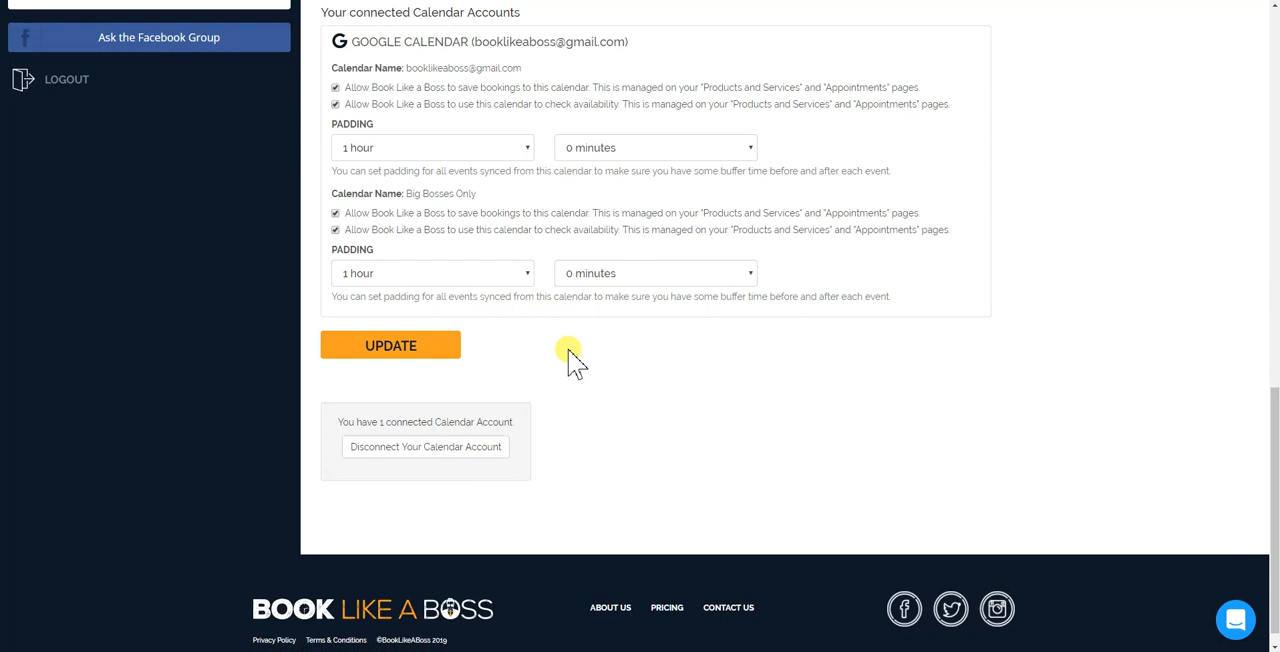 Your connected Calendar Accounts
Ask the Facebook Group
GOOGLE CALENDAR (booklikeaboss@gmail.com)
Calendar Name: booklikeaboss@gmail.com
LOGOUT
Allow Book Like a Boss to save bookings to this calendar. This is managed on your "Products and Services" and "Appointments" pages.
Allow Book Like a Boss to use this calendar to check availability. This is managed on your "Products and Services" and "Appointments" pages.
PADDING
1 hour
0 minutes
You can set padding for all events synced from this calendar to make sure you have some buffer time before and after each event.
Calendar Name: Big Bosses Only
Allow Book Like a Boss to save bookings to this calendar. This is managed on your "Products and Services" and "Appointments" pages.
Allow Book Like a Boss to use this calendar to check availability. This is managed on your "Products and Services" and "Appointments" pages.
PADDING
1 hour
0 minutes
You can set padding for all events synced from this calendar to make sure you have some buffer time before and after each event.
UPDATE
You have 1 connected Calendar Account.
Disconnect Your Calendar Account
BOOK LIKE A BOSS
ABOUT US
PRICING
CONTACT US
Privacy Policy
Terms & Conditions
©BookLikeABoss 2019